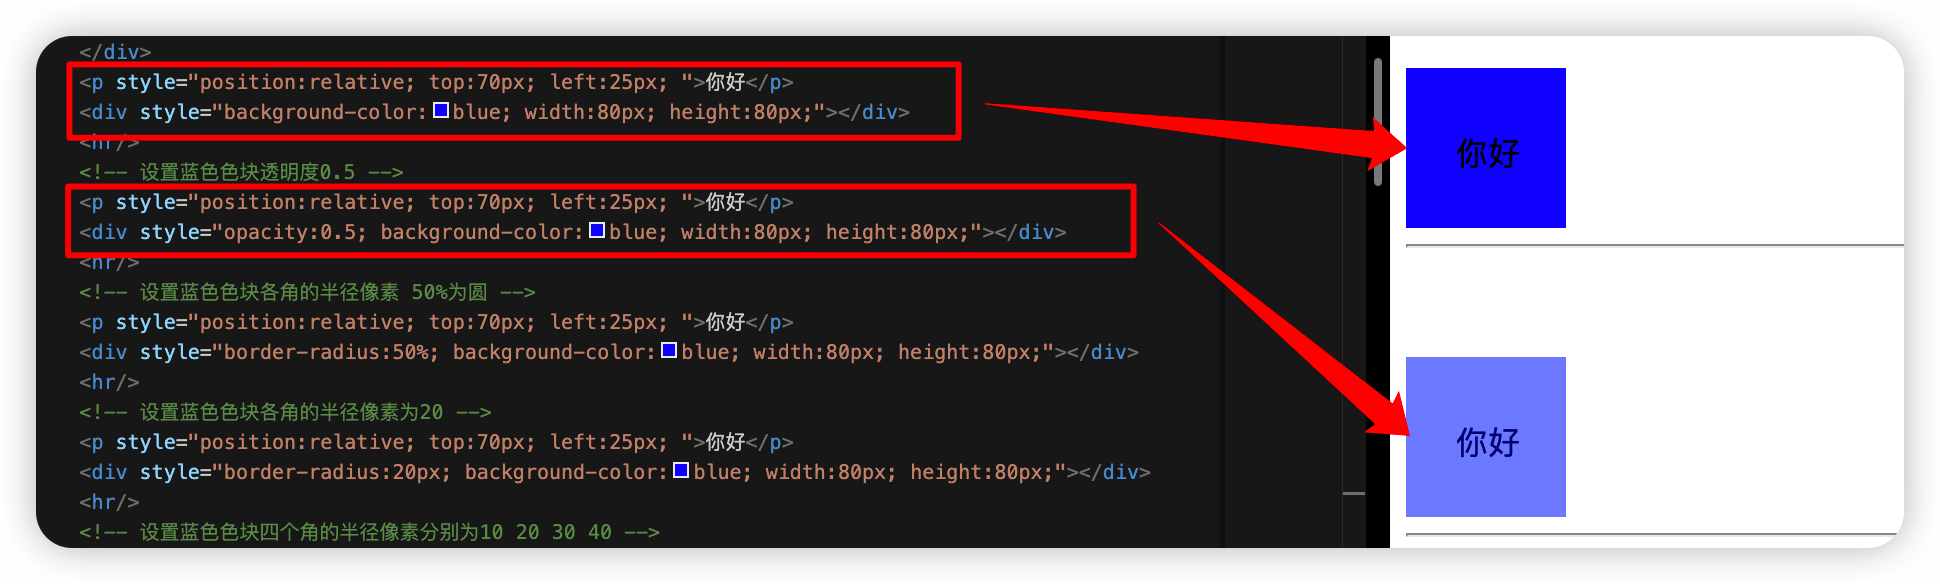 </div>
<p style="position:relative; top:70px; left:25px; ">你好</p>
<div style="background-color:blue; width:80px; height:80px;"></div>
<hr/>
<!-- 设置蓝色色块透明度0.5 -->
<p style="position:relative; top:70px; left:25px; ">你好</p>
<div style="opacity:0.5; background-color:blue; width:80px; height:80px;"></div>
<hr/>
<!-- 设置蓝色色块各角的半径像素 50%为圆 -->
<p style="position:relative; top:70px; left:25px; ">你好</p>
<div style="border-radius:50%; background-color:blue; width:80px; height:80px;"></div>
<hr/>
<!-- 设置蓝色色块各角的半径像素为20 -->
<p style="position:relative; top:70px; left:25px; ">你好</p>
<div style="border-radius:20px; background-color:blue; width:80px; height:80px;"></div>
<hr/>
<!-- 设置蓝色色块四个角的半径像素分别为10 20 30 40 -->
你好
你好